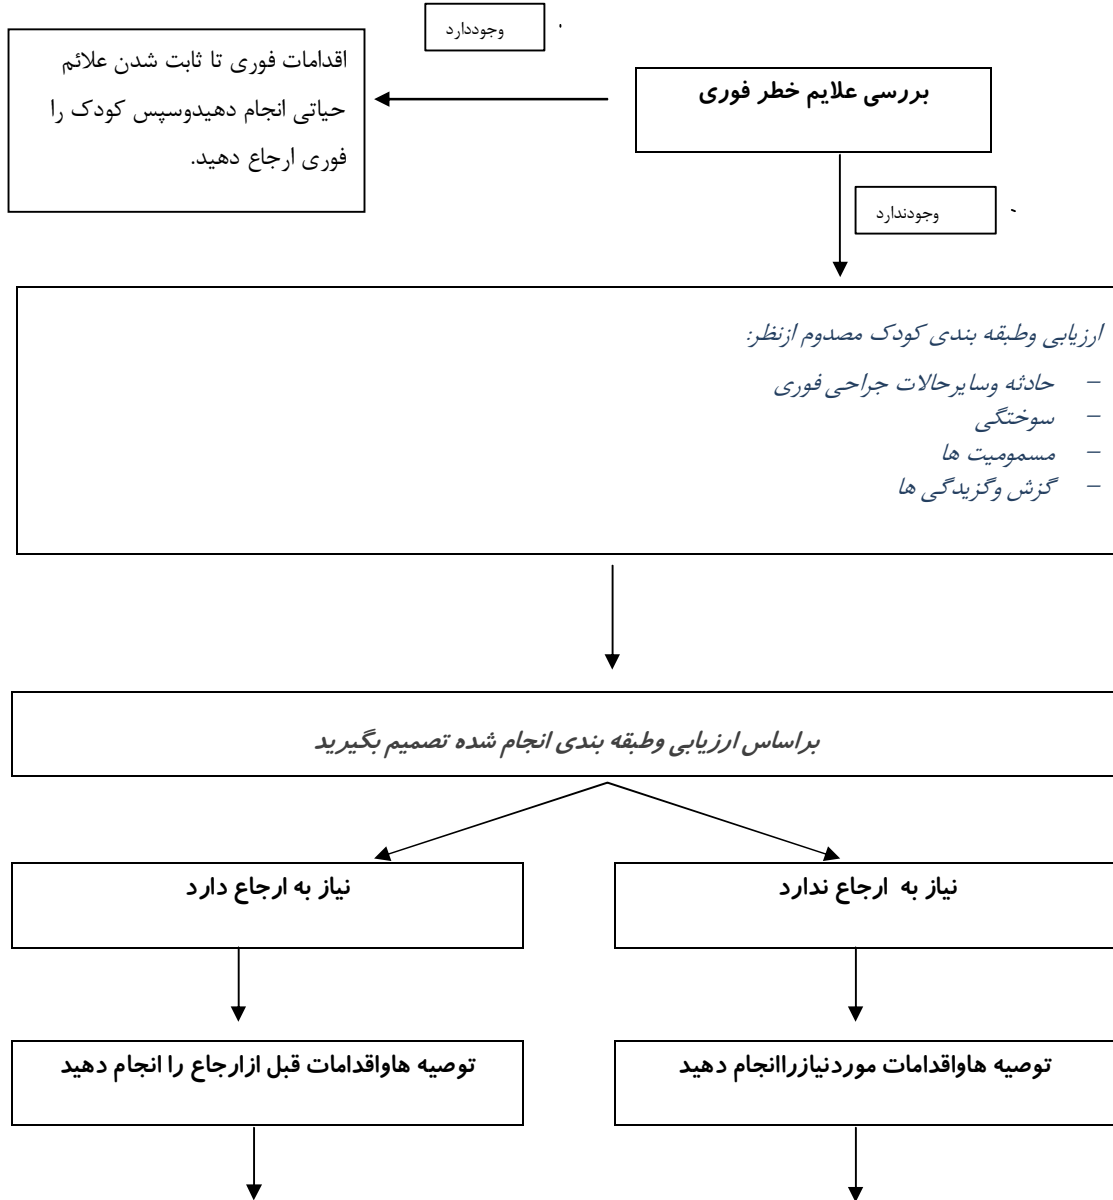 وجوددارد
بررسی علایم خطر فوری
اقدامات فوری تا ثابت شدن علائم
حیاتی انجام دهیدوسپس کودک را
فوری ارجاع دهید.
وجودندارد
ارزیابی وطبقه بندی کودک مصدوم ازنظر:
– حادثه وسایرحالات جراحی فوری
– سوختگی
– مسمومیت ها
– گزش وگزیدگی ها
براساس ارزیابی وطبقه بندی انجام شده تصمیم بگیرید
نیاز به ارجاع ندارد
نیاز به ارجاع دارد
توصیه هاواقدامات موردنیازراانجام دهید
توصیه هاواقدامات قبل ازارجاع را انجام دهید